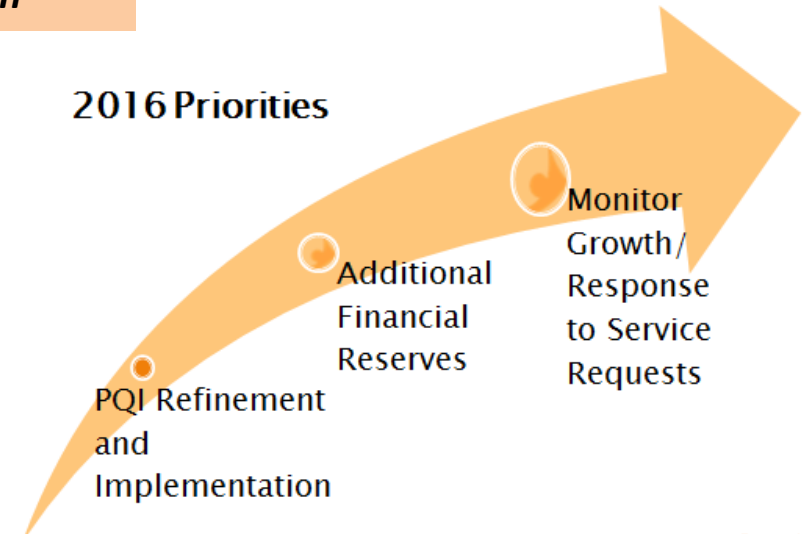 2016 Priorities
Monitor
Growth/
Response
to Service
Requests
Additional
Financial
Reserves
PQI Refinement
and
Implementation